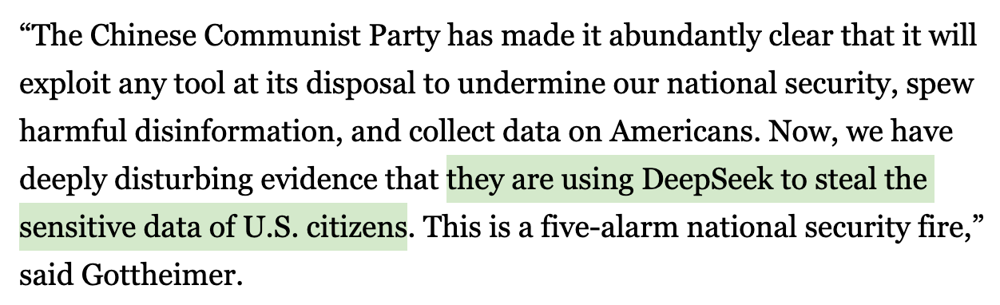 “The Chinese Communist Party has made it abundantly clear that it will
exploit any tool at its disposal to undermine our national security, spew
harmful disinformation, and collect data on Americans. Now, we have
deeply disturbing evidence that they are using DeepSeek to steal the
sensitive data of U.S. citizens. This is a five-alarm national security fire,”
said Gottheimer.